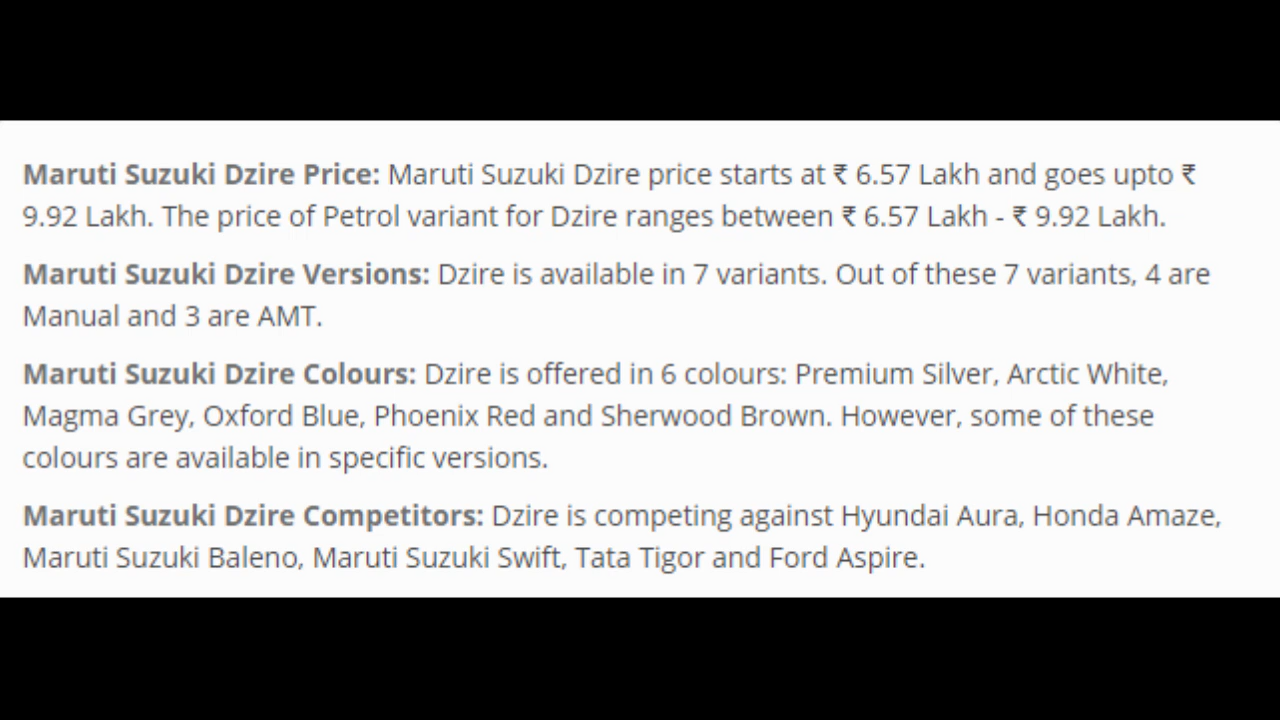 Maruti Suzuki Dzire Price: Maruti Suzuki Dzire price starts at ₹ 6.57 Lakh and goes upto ₹
9.92 Lakh. The price of Petrol variant for Dzire ranges between ₹ 6.57 Lakh - ₹ 9.92 Lakh.
Maruti Suzuki Dzire Versions: Dzire is available in 7 variants. Out of these 7 variants, 4 are
Manual and 3 are AMT.
Maruti Suzuki Dzire Colours: Dzire is offered in 6 colours: Premium Silver, Arctic White,
Magma Grey, Oxford Blue, Phoenix Red and Sherwood Brown. However, some of these
colours are available in specific versions.
Maruti Suzuki Dzire Competitors: Dzire is competing against Hyundai Aura, Honda Amaze,
Maruti Suzuki Baleno, Maruti Suzuki Swift, Tata Tigor and Ford Aspire.